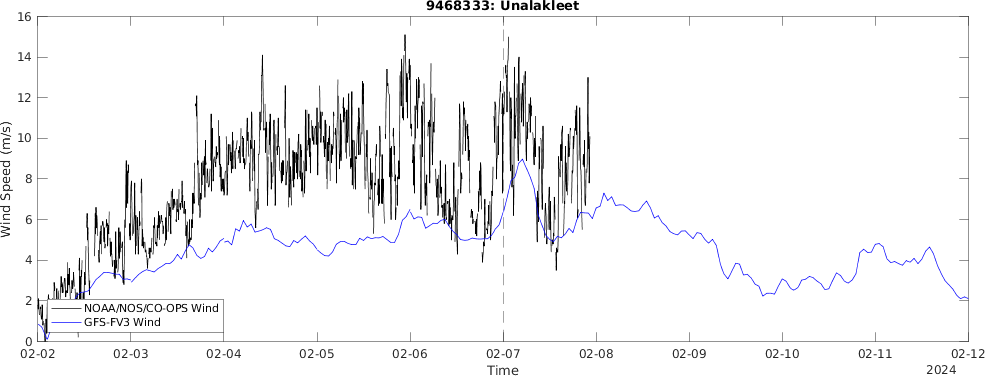 9468333: Unalakleet
Wind Speed (m/s)
16
14
12
10
8
6
4
2
0
NOAA/NOS/CO-OPS Wind
GFS-FV3 Wind
02-02 02-03 02-04 02-05 02-06 02-07 02-08 02-09 02-10 02-11 02-12
Time
2024